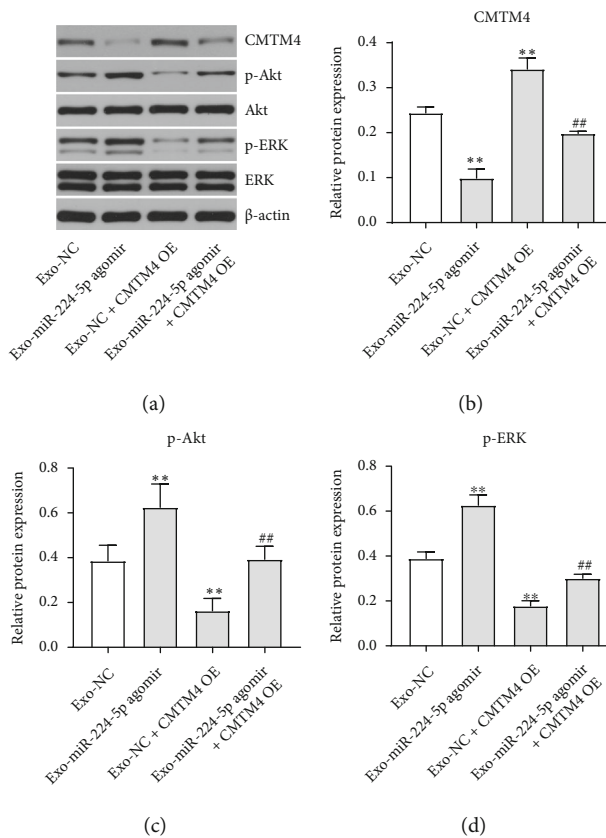 CMTM4
p-Akt
Akt
p-ERK
ERK
β-actin
Exo-NC
Exo-miR-224-5p agomir
Exo-NC + CMTM4 OE
Exo-miR-224-5p agomir
+ CMTM4 OE
(a)
CMTM4
Relative protein expression
0.4
0.3
0.2
0.1
0.0
**
**
##
Exo-NC
Exo-miR-224-5p agomir
Exo-NC + CMTM4 OE
Exo-miR-224-5p agomir
+ CMTM4 OE
(b)
p-Akt
Relative protein expression
0.8
0.6
0.4
0.2
0.0
**
**
##
Exo-NC
Exo-miR-224-5p agomir
Exo-NC + CMTM4 OE
Exo-miR-224-5p agomir
+ CMTM4 OE
(c)
p-ERK
Relative protein expression
0.8
0.6
0.4
0.2
0.0
**
**
##
Exo-NC
Exo-miR-224-5p agomir
Exo-NC + CMTM4 OE
Exo-miR-224-5p agomir
+ CMTM4 OE
(d)